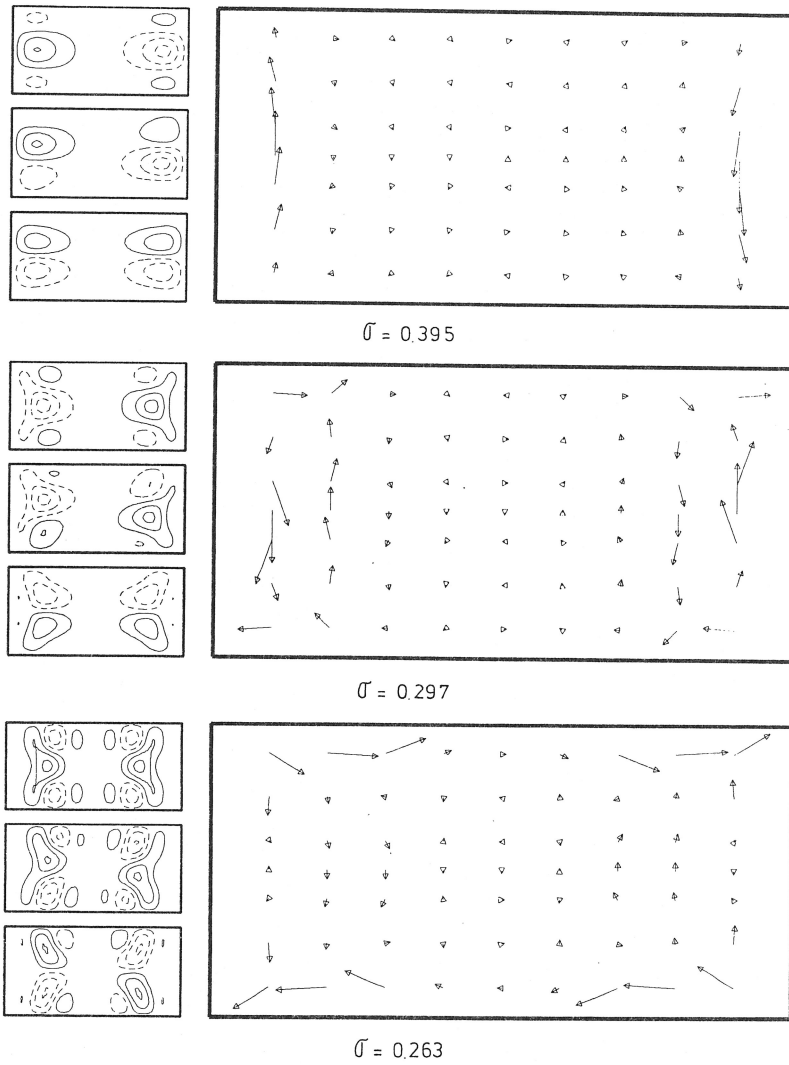 σ = 0.395
σ = 0.297
σ = 0.263